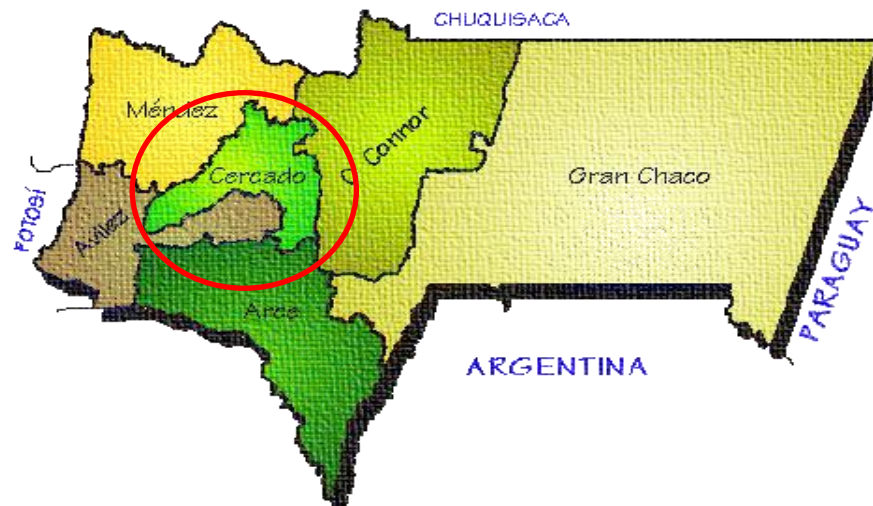 CHUQUISACA
Méndez
Cercado
O Connor
Gran Chaco
POTOSÍ
Avilez
Arce
PARAGUAY
ARGENTINA